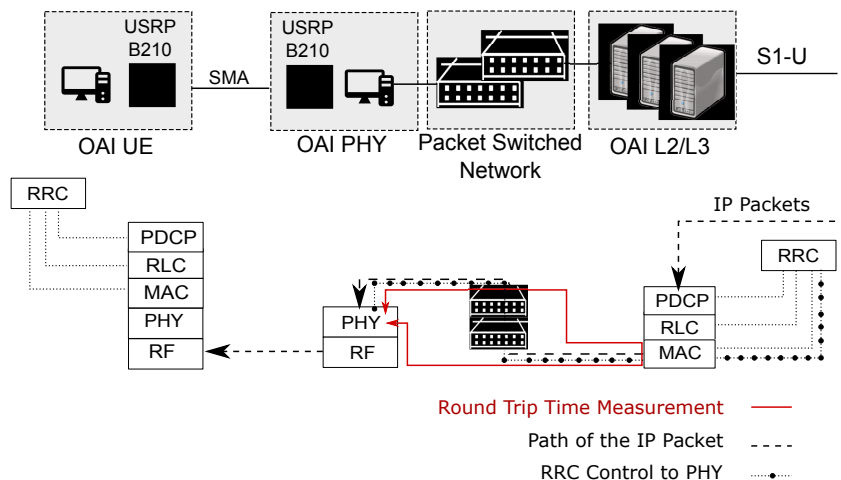 USRP
B210
USRP
B210
SMA
S1-U
OAI UE
OAI PHY
Packet Switched
Network
OAI L2/L3
RRC
IP Packets
PDCP
RLC
MAC
PHY
RF
PHY
RF
RRC
PDCP
RLC
MAC
Round Trip Time Measurement
Path of the IP Packet
RRC Control to PHY